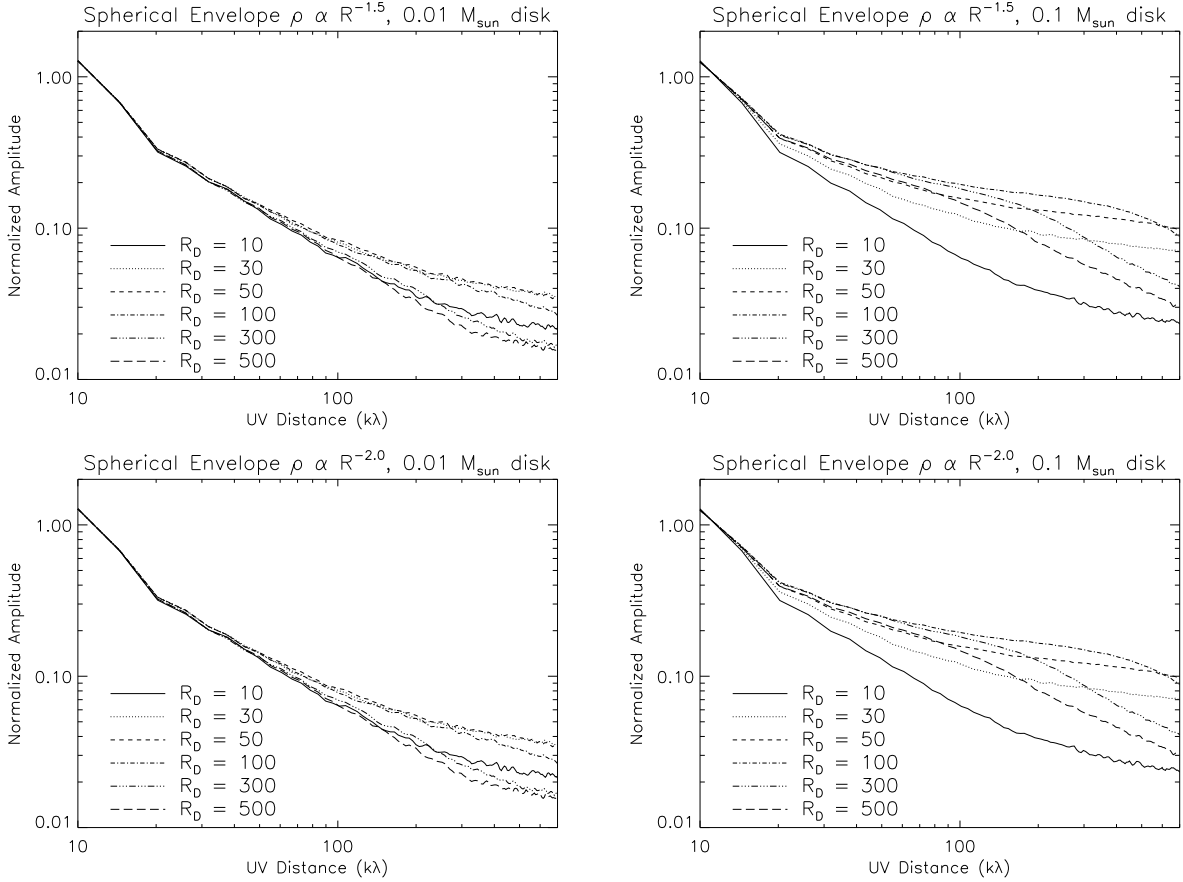 Spherical Envelope ρ α R^-1.5, 0.01 M_sun disk
Normalized Amplitude
1.00
0.10
0.01
R_D = 10
R_D = 30
R_D = 50
R_D = 100
R_D = 300
R_D = 500
10
100
UV Distance (kλ)
Spherical Envelope ρ α R^-1.5, 0.1 M_sun disk
Normalized Amplitude
1.00
0.10
0.01
R_D = 10
R_D = 30
R_D = 50
R_D = 100
R_D = 300
R_D = 500
10
100
UV Distance (kλ)
Spherical Envelope ρ α R^-2.0, 0.01 M_sun disk
Normalized Amplitude
1.00
0.10
0.01
R_D = 10
R_D = 30
R_D = 50
R_D = 100
R_D = 300
R_D = 500
10
100
UV Distance (kλ)
Spherical Envelope ρ α R^-2.0, 0.1 M_sun disk
Normalized Amplitude
1.00
0.10
0.01
R_D = 10
R_D = 30
R_D = 50
R_D = 100
R_D = 300
R_D = 500
10
100
UV Distance (kλ)